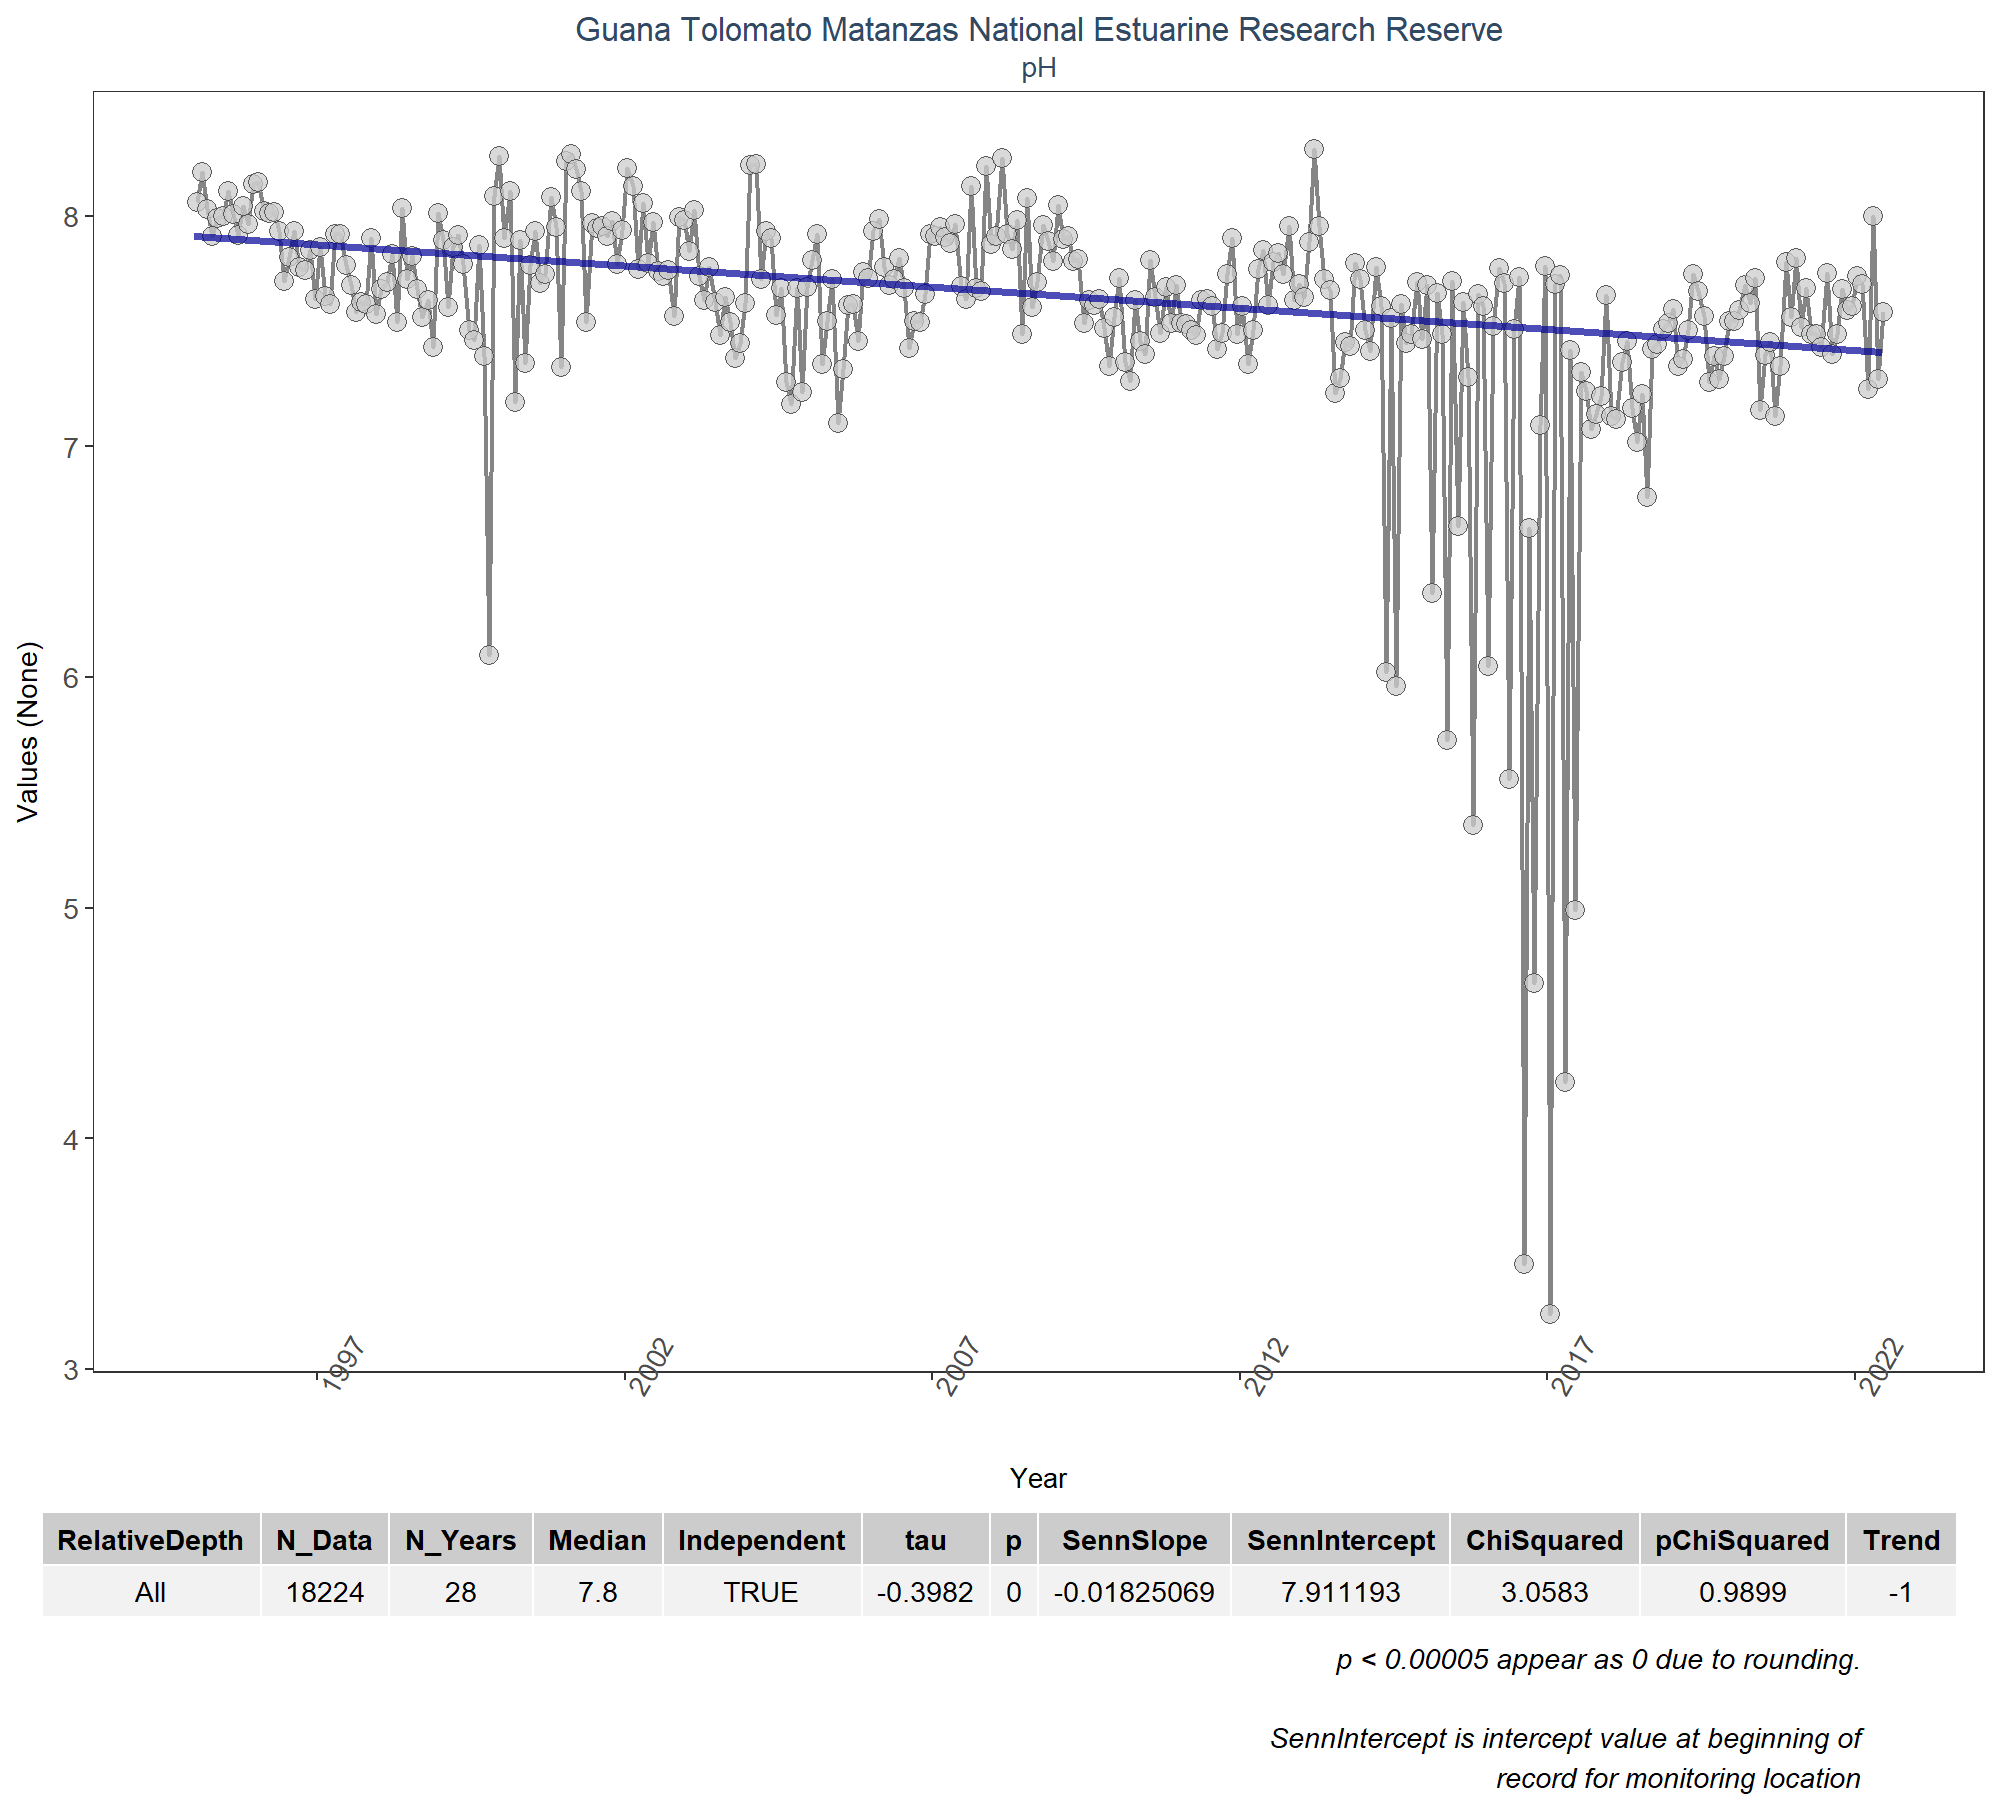 Guana Tolomato Matanzas National Estuarine Research Reserve
pH
8
7
6
5
4
3
Values (None)
1997 2002 2007 2012 2017 2022
Year
RelativeDepth N_Data N_Years Median Independent tau p SennSlope SennIntercept ChiSquared pChiSquared Trend
All 18224 28 7.8 TRUE -0.3982 0 -0.01825069 7.911193 3.0583 0.9899 -1
p < 0.00005 appear as 0 due to rounding.
SennIntercept is intercept value at beginning of
record for monitoring location